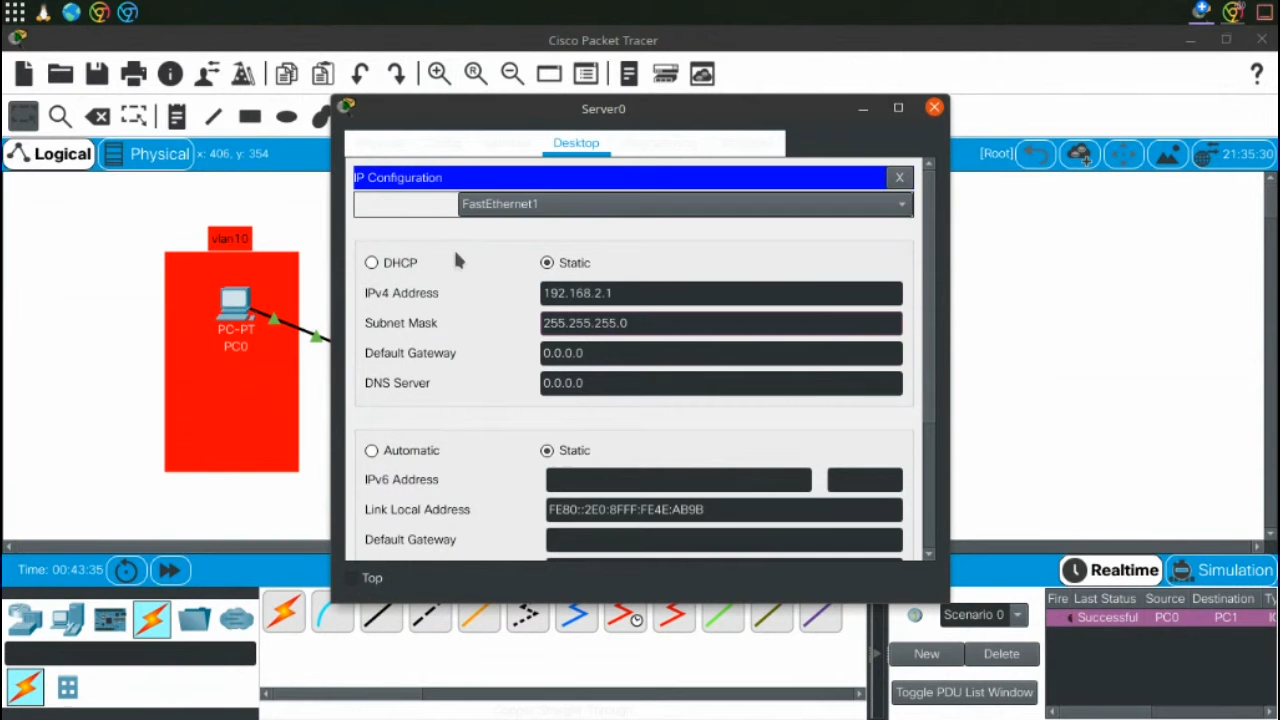 Cisco Packet Tracer
Server0
Logical
Physical
x: 406, y: 354
[Root]
21:35:30
Desktop
IP Configuration
X
FastEthernet1
DHCP
Static
IPv4 Address
192.168.2.1
Subnet Mask
255.255.255.0
Default Gateway
0.0.0.0
DNS Server
0.0.0.0
Automatic
Static
IPv6 Address
Link Local Address
FE80::2E0:8FFF:FE4E:AB9B
Default Gateway
Top
vlan10
PC-PT
PC0
Time: 00:43:35
Realtime
Simulation
Scenario 0
New
Delete
Toggle PDU List Window
Fire Last Status Source Destination
Successful PC0 PC1